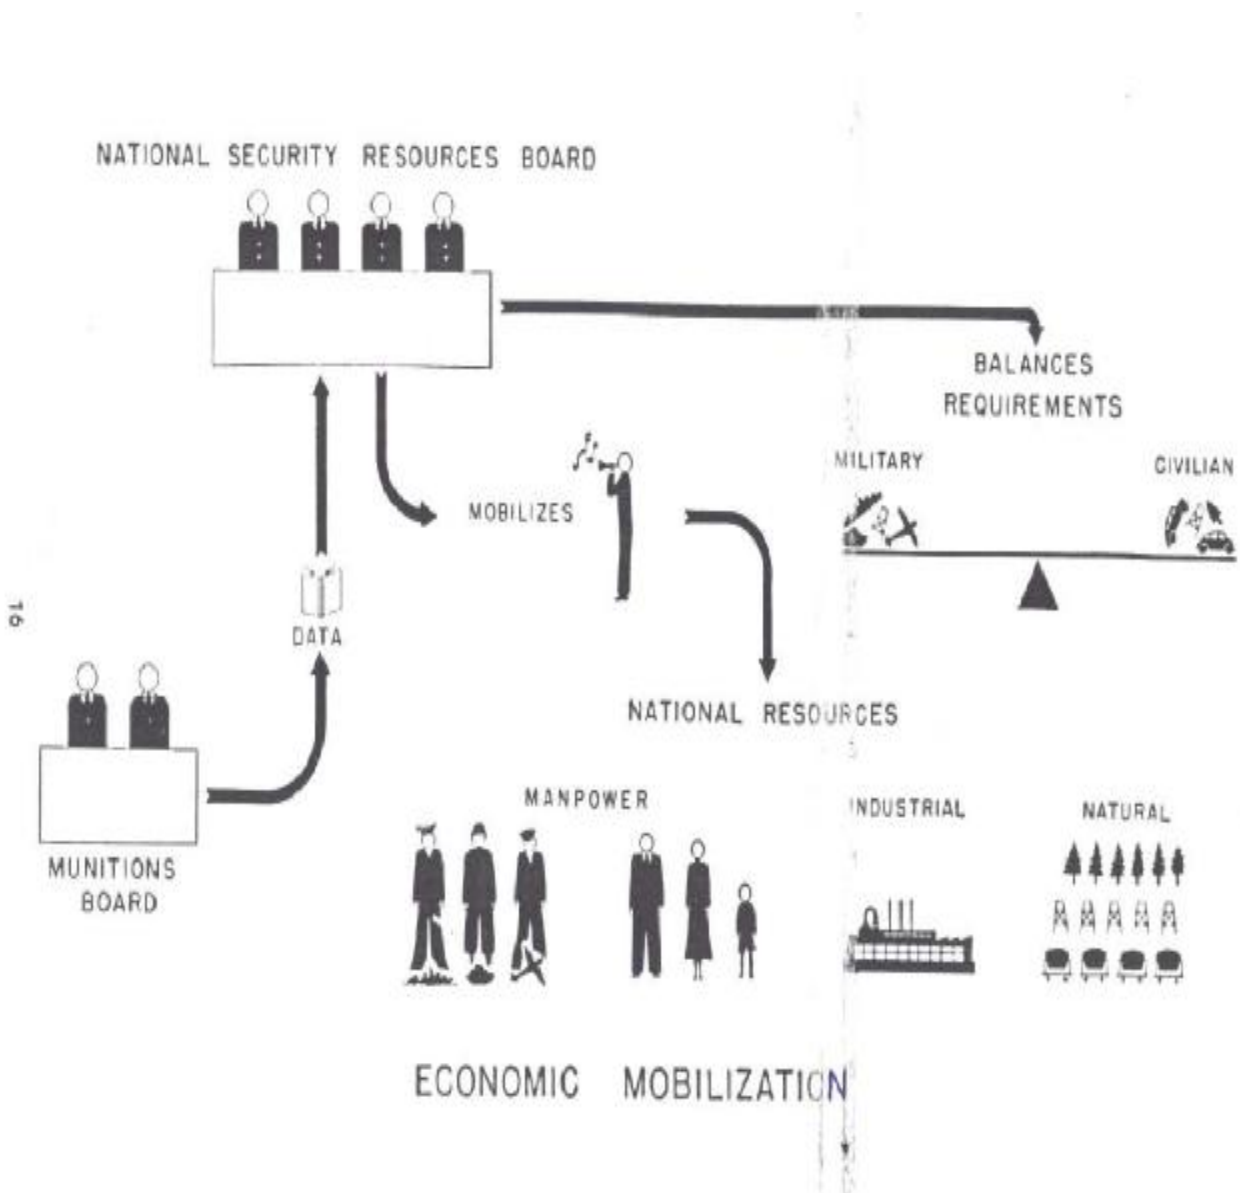 NATIONAL SECURITY RESOURCES BOARD
BALANCES
REQUIREMENTS
MILITARY
CIVILIAN
MOBILIZES
DATA
16
NATIONAL RESOURCES
MUNITIONS
BOARD
MANPOWER
INDUSTRIAL
NATURAL
ECONOMIC MOBILIZATION